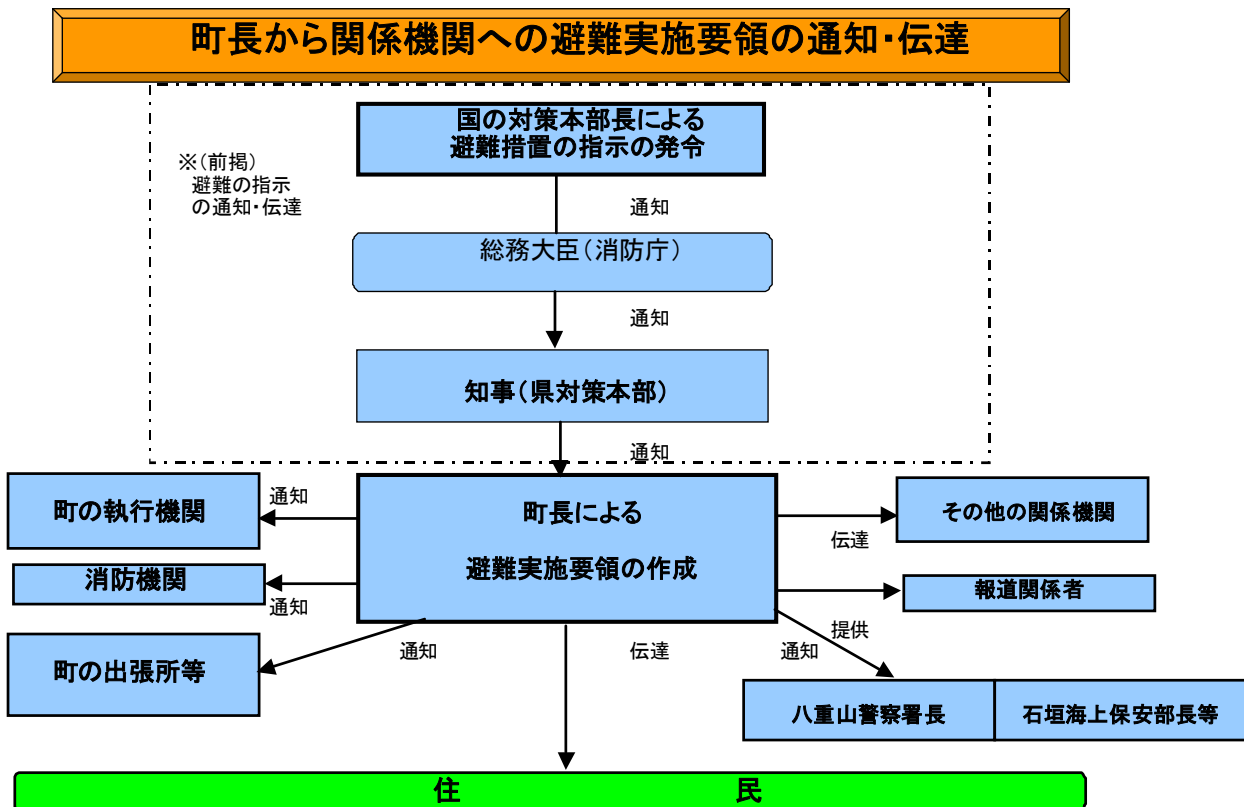 町長から関係機関への避難実施要領の通知・伝達
国の対策本部長による
避難措置の指示の発令
※(前掲)
避難の指示
の通知・伝達
通知
総務大臣(消防庁)
通知
知事(県対策本部)
通知
町の執行機関
通知
町長による
避難実施要領の作成
その他の関係機関
伝達
消防機関
通知
報道関係者
提供
町の出張所等
通知
伝達
通知
八重山警察署長
石垣海上保安部長等
住 民